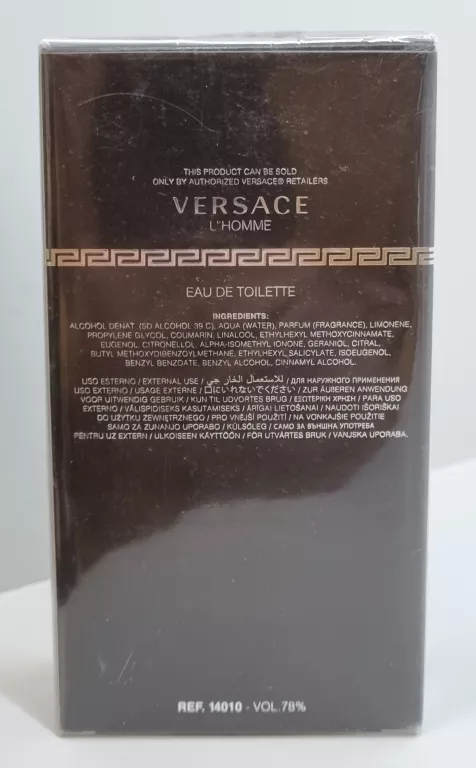 THIS PRODUCT CAN BE SOLD
ONLY BY AUTHORIZED VERSACE® RETAILERS
VERSACE
L'HOMME
EAU DE TOILETTE
INGREDIENTS:
ALCOHOL DENAT. (SD ALCOHOL 39 C), AQUA (WATER), PARFUM (FRAGRANCE), LIMONENE,
PROPYLENE GLYCOL, COUMARIN, LINALOOL, ETHYLHEXYL METHOXYCINNAMATE,
EUGENOL, CITRONELLOL, ALPHA-ISOMETHYL IONONE, GERANIOL, CITRAL,
BUTYL METHOXYDIBENZOYLMETHANE, ETHYLHEXYL SALICYLATE, ISOEUGENOL,
BENZYL BENZOATE, BENZYL ALCOHOL, CINNAMYL ALCOHOL.
USO ESTERNO / EXTERNAL USE / للاستعمال الخارجي / ДЛЯ НАРУЖНОГО ПРИМЕНЕНИЯ
USO EXTERNO / USAGE EXTERNE / 口にいれないでください / ZUR ÄUßEREN ANWENDUNG
VOOR UITWENDIG GEBRUIK / KUN TIL UDVORTES BRUG / ΕΞΩΤΕΡΙΚΗ ΧΡΗΣΗ / PARA USO
EXTERNO / VÄLISPIDISEKS KASUTAMISEKS / ĀRĪGAI LIETOŠANAI / NAUDOTI IŠORIŠKAI
DO UŻYTKU ZEWNĘTRZNEGO / PRO VNĚJŠÍ POUŽITÍ / NA VONKAJŠIE POUŽITIE
SAMO ZA ZUNANJO UPORABO / KÜLSŐLEG / САМО ЗА ВЪНШНА УПОТРЕБА
PENTRU UZ EXTERN / ULKOISEEN KÄYTTÖÖN / FÖR UTVÄRTES BRUK / VANJSKA UPORABA.
REF. 14010 - VOL.78%